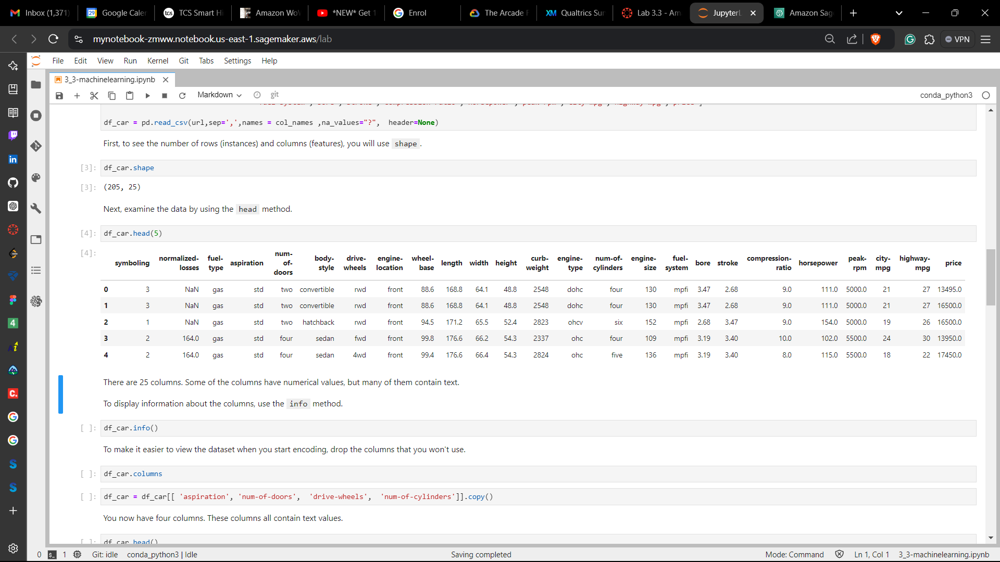 Inbox (1,371)
Google Caler
TCS Smart Hi
Amazon Wo
*NEW* Get 1
Enrol
The Arcade F
XM Qualtrics Sur
Lab 3.3 - Am
JupyterL
Amazon Sag
mynotebook-zmww.notebook.us-east-1.sagemaker.aws/lab
VPN
File Edit View Run Kernel Git Tabs Settings Help
3_3-machinelearning.ipynb
Markdown git conda_python3
df_car = pd.read_csv(url,sep=',',names = col_names ,na_values="?",  header=None)
First, to see the number of rows (instances) and columns (features), you will use shape .
[3]: df_car.shape
[3]: (205, 25)
Next, examine the data by using the head method.
[4]: df_car.head(5)
[4]:
symboling normalized-losses fuel-type aspiration num-of-doors body-style drive-wheels engine-location wheel-base length width height curb-weight engine-type num-of-cylinders engine-size fuel-system bore stroke compression-ratio horsepower peak-rpm city-mpg highway-mpg price
0 3 NaN gas std two convertible rwd front 88.6 168.8 64.1 48.8 2548 dohc four 130 mpfi 3.47 2.68 9.0 111.0 5000.0 21 27 13495.0
1 3 NaN gas std two convertible rwd front 88.6 168.8 64.1 48.8 2548 dohc four 130 mpfi 3.47 2.68 9.0 111.0 5000.0 21 27 16500.0
2 1 NaN gas std two hatchback rwd front 94.5 171.2 65.5 52.4 2823 ohcv six 152 mpfi 2.68 3.47 9.0 154.0 5000.0 19 26 16500.0
3 2 164.0 gas std four sedan fwd front 99.8 176.6 66.2 54.3 2337 ohc four 109 mpfi 3.19 3.40 10.0 102.0 5500.0 24 30 13950.0
4 2 164.0 gas std four sedan 4wd front 99.4 176.6 66.4 54.3 2824 ohc five 136 mpfi 3.19 3.40 8.0 115.0 5500.0 18 22 17450.0
There are 25 columns. Some of the columns have numerical values, but many of them contain text.
To display information about the columns, use the info method.
[ ]: df_car.info()
To make it easier to view the dataset when you start encoding, drop the columns that you won't use.
[ ]: df_car.columns
[ ]: df_car = df_car[[ 'aspiration', 'num-of-doors',  'drive-wheels',  'num-of-cylinders']].copy()
You now have four columns. These columns all contain text values.
[ ]: df_car.head()
0 1 Git: idle conda_python3 | Idle Saving completed Mode: Command Ln 1, Col 1 3_3-machinelearning.ipynb